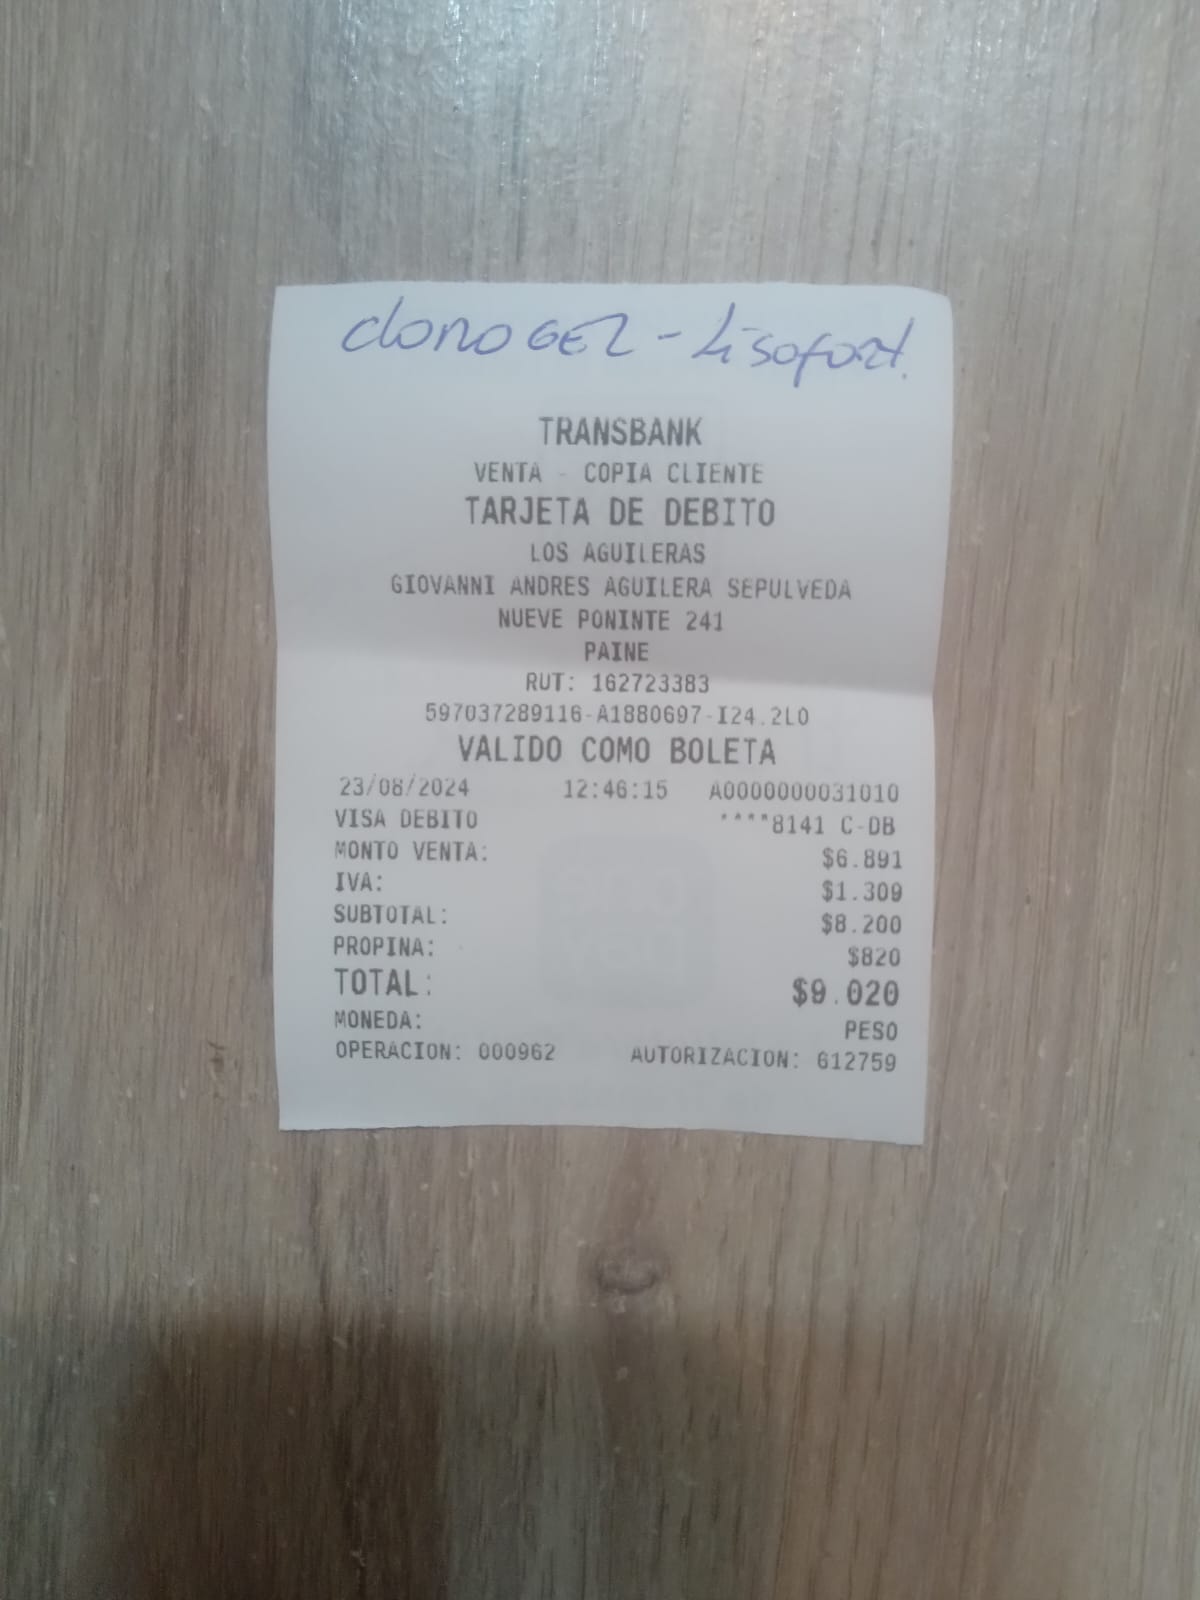 clonoGEL - Lisofort.
TRANSBANK
VENTA - COPIA CLIENTE
TARJETA DE DEBITO
LOS AGUILERAS
GIOVANNI ANDRES AGUILERA SEPULVEDA
NUEVE PONINTE 241
PAINE
RUT: 162723383
597037289116-A1880697-I24.2L0
VALIDO COMO BOLETA
23/08/2024 12:46:15 A0000000031010
VISA DEBITO ****8141 C-DB
MONTO VENTA: $6.891
IVA: $1.309
SUBTOTAL: $8.200
PROPINA: $820
TOTAL: $9.020
MONEDA: PESO
OPERACION: 000962 AUTORIZACION: 612759